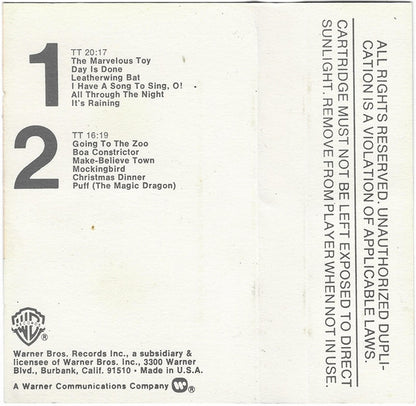 1
TT 20:17
The Marvelous Toy
Day Is Done
Leatherwing Bat
I Have A Song To Sing, O!
All Through The Night
It's Raining
2
TT 16:19
Going To The Zoo
Boa Constrictor
Make-Believe Town
Mockingbird
Christmas Dinner
Puff (The Magic Dragon)
WB ®
Warner Bros. Records Inc., a subsidiary &
licensee of Warner Bros. Inc., 3300 Warner
Blvd., Burbank, Calif. 91510 • Made in U.S.A.
A Warner Communications Company ®
ALL RIGHTS RESERVED. UNAUTHORIZED DUPLI-
CATION IS A VIOLATION OF APPLICABLE LAWS.
CARTRIDGE MUST NOT BE LEFT EXPOSED TO DIRECT
SUNLIGHT. REMOVE FROM PLAYER WHEN NOT IN USE.